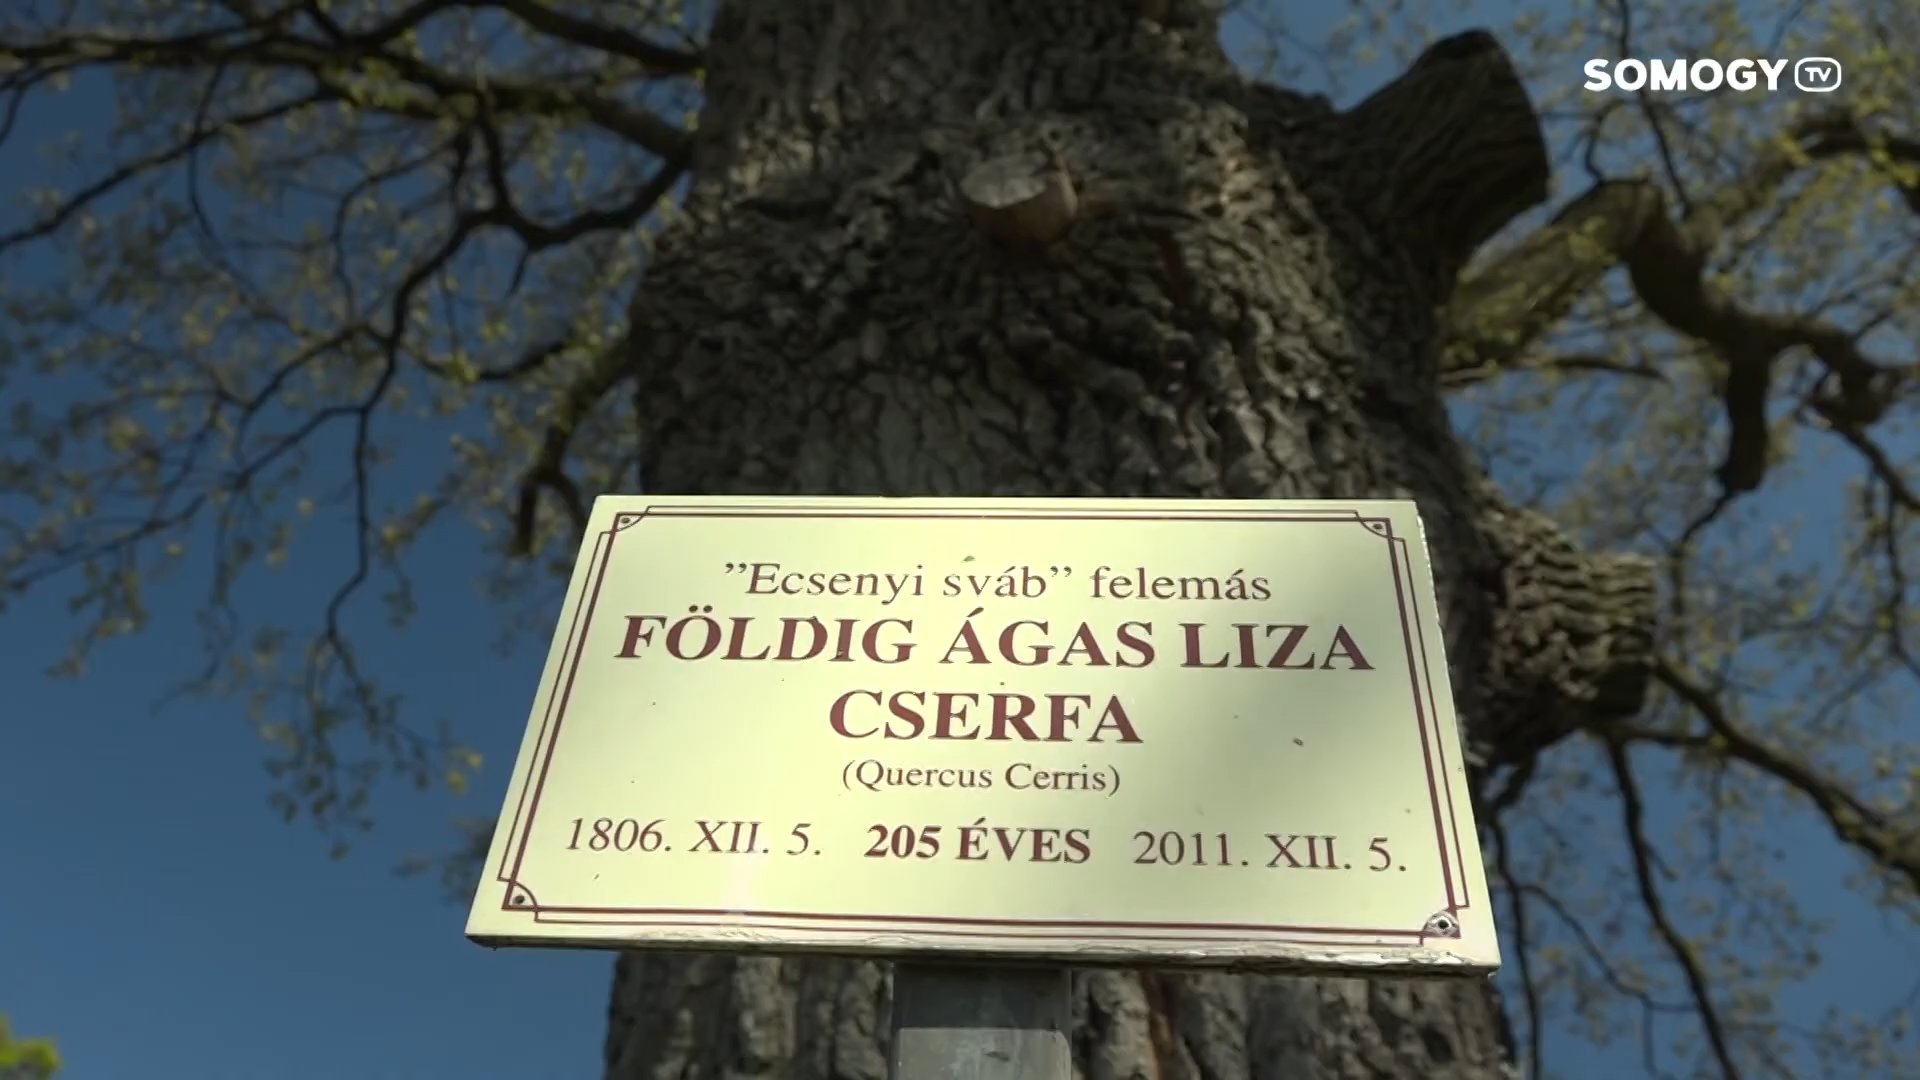 SOMOGY TV
”Ecsenyi sváb” felemás
FÖLDIG ÁGAS LIZA
CSERFA
(Quercus Cerris)
1806. XII. 5. 205 ÉVES 2011. XII. 5.